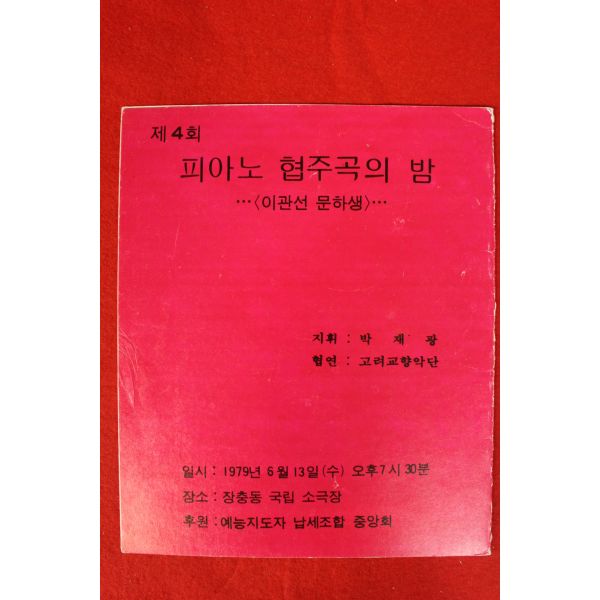 제4회
피아노 협주곡의 밤
…〈이관선 문하생〉…
지휘 : 박 재 광
협연 : 고려교향악단
일시 : 1979년 6월 13일(수) 오후7시 30분
장소 : 장충동 국립 소극장
후원 : 예능지도자 납세조합 중앙회